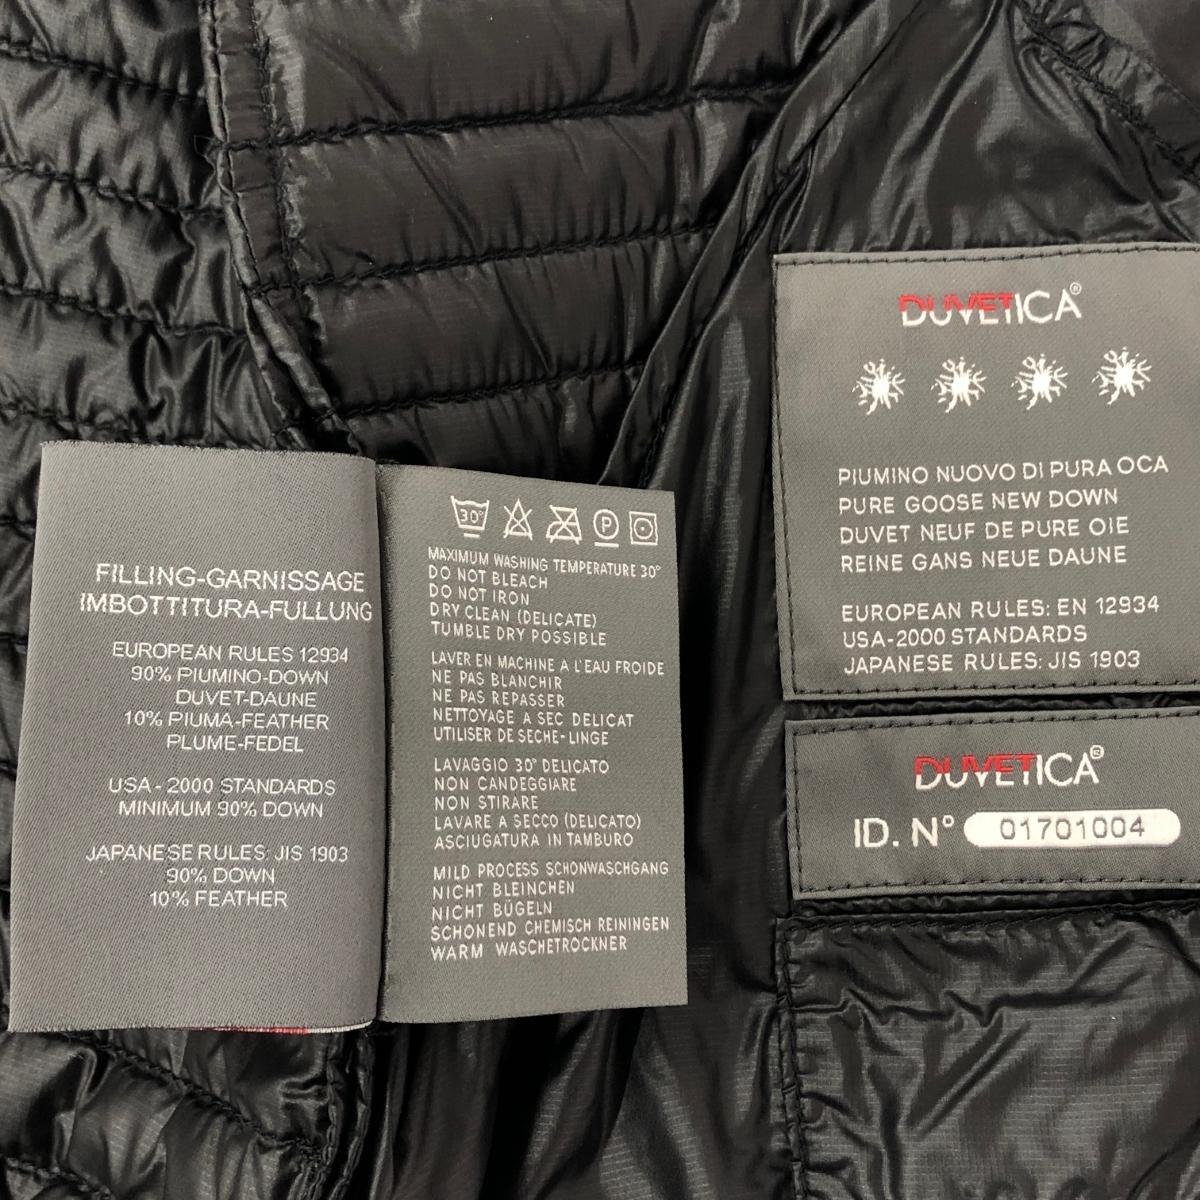 FILLING-GARNISSAGE
IMBOTTITURA-FULLUNG
EUROPEAN RULES 12934
90% PIUMINO-DOWN
DUVET-DAUNE
10% PIUMA-FEATHER
PLUME-FEDEL
USA - 2000 STANDARDS
MINIMUM 90% DOWN
JAPANESE RULES: JIS 1903
90% DOWN
10% FEATHER
30° P
MAXIMUM WASHING TEMPERATURE 30°
DO NOT BLEACH
DO NOT IRON
DRY CLEAN (DELICATE)
TUMBLE DRY POSSIBLE
LAVER EN MACHINE A L'EAU FROIDE
NE PAS BLANCHIR
NE PAS REPASSER
NETTOYAGE A SEC DELICAT
UTILISER DE SECHE-LINGE
LAVAGGIO 30° DELICATO
NON CANDEGGIARE
NON STIRARE
LAVARE A SECCO (DELICATO)
ASCIUGATURA IN TAMBURO
MILD PROCESS SCHONWASCHGANG
NICHT BLEINCHEN
NICHT BÜGELN
SCHONEND CHEMISCH REININGEN
WARM WASCHETROCKNER
DUVETICA®
PIUMINO NUOVO DI PURA OCA
PURE GOOSE NEW DOWN
DUVET NEUF DE PURE OIE
REINE GANS NEUE DAUNE
EUROPEAN RULES: EN 12934
USA-2000 STANDARDS
JAPANESE RULES: JIS 1903
DUVETICA®
ID. N° 01701004